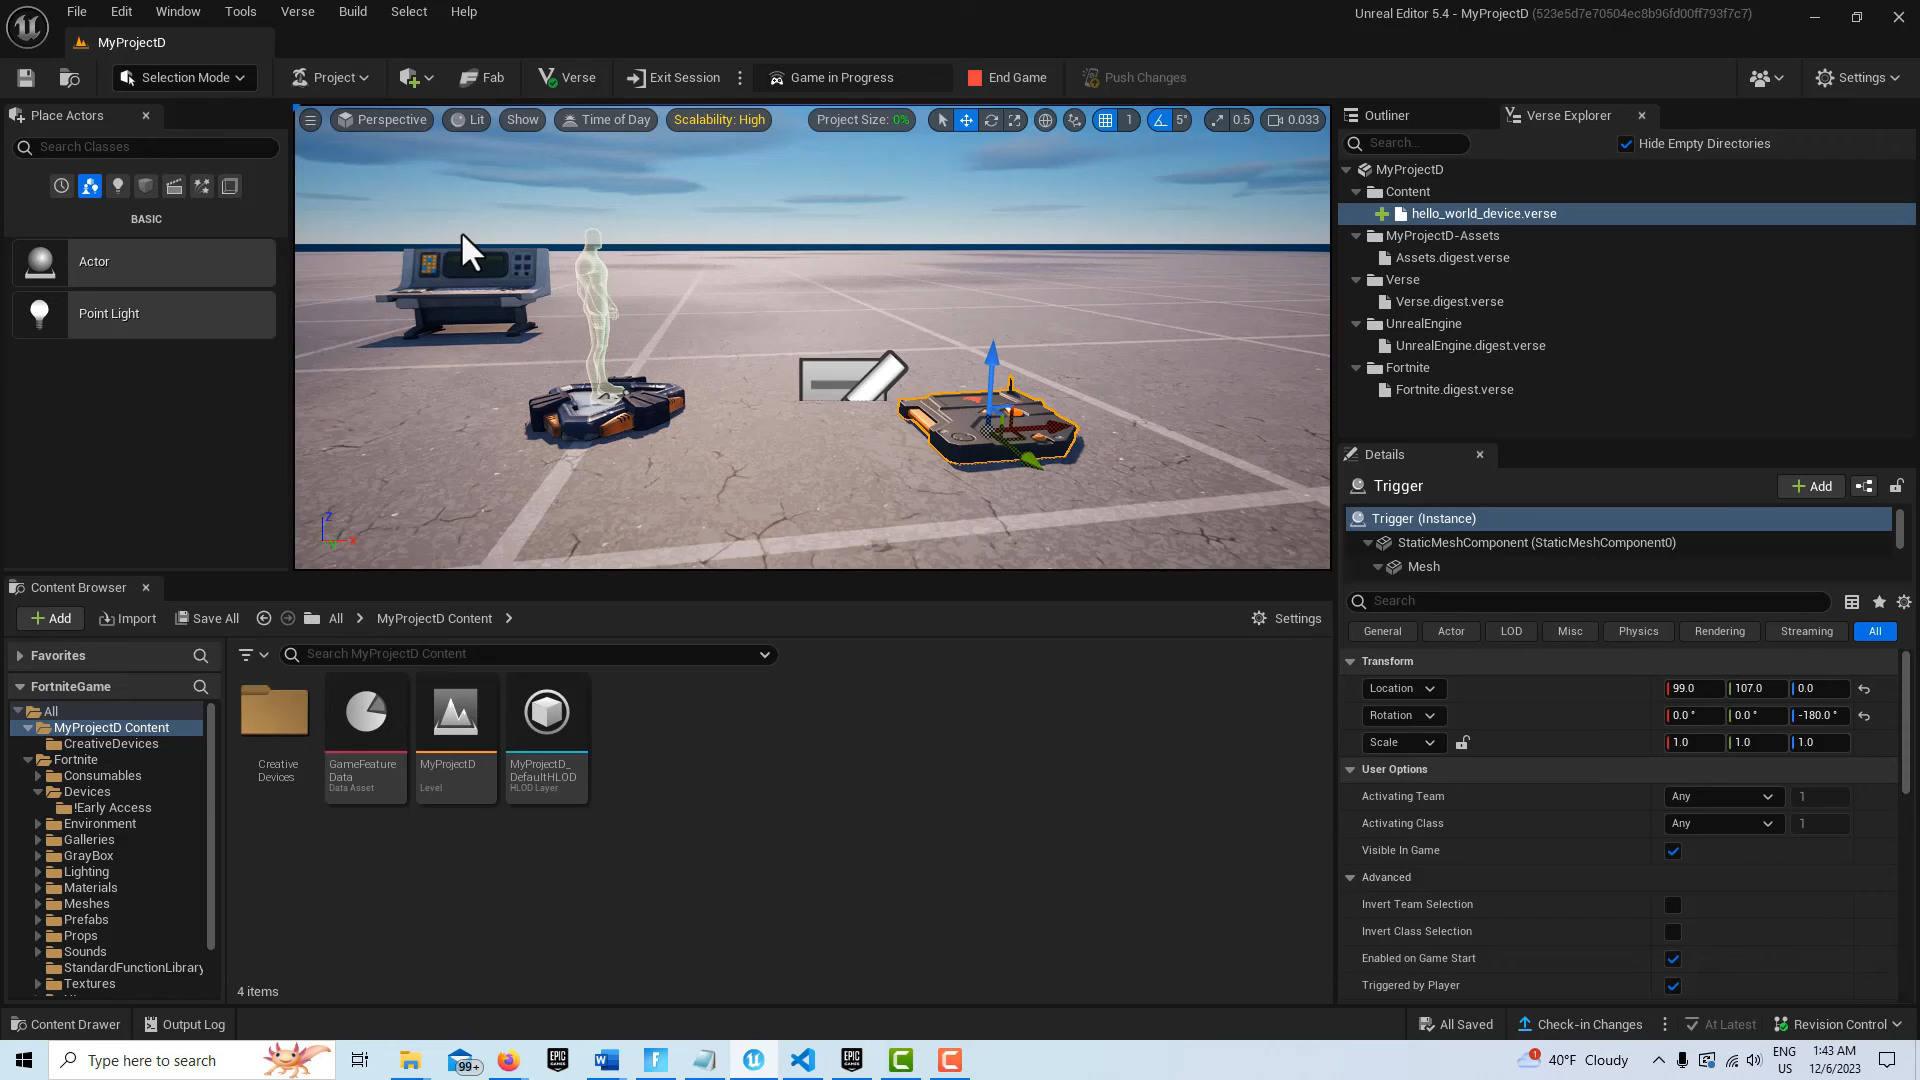 File Edit Window Tools Verse Build Select Help
Unreal Editor 5.4 - MyProjectD (523e5d7e70504ec8b96fd00ff793f7c7)
MyProjectD
Selection Mode Project Fab Verse Exit Session Game in Progress End Game Push Changes Settings
Place Actors
Search Classes
BASIC
Actor
Point Light
Perspective Lit Show Time of Day Scalability: High Project Size: 0% 1 5° 0.5 0.033
Z
X
Outliner Verse Explorer
Search... Hide Empty Directories
MyProjectD
Content
hello_world_device.verse
MyProjectD-Assets
Assets.digest.verse
Verse
Verse.digest.verse
UnrealEngine
UnrealEngine.digest.verse
Fortnite
Fortnite.digest.verse
Details
Trigger Add
Trigger (Instance)
StaticMeshComponent (StaticMeshComponent0)
Mesh
Search
General Actor LOD Misc Physics Rendering Streaming All
Transform
Location 99.0 107.0 0.0
Rotation 0.0 ° 0.0 ° -180.0 °
Scale 1.0 1.0 1.0
User Options
Activating Team Any 1
Activating Class Any 1
Visible In Game
Advanced
Invert Team Selection
Invert Class Selection
Enabled on Game Start
Triggered by Player
Content Browser
Add Import Save All All MyProjectD Content Settings
Favorites
FortniteGame
All
MyProjectD Content
CreativeDevices
Fortnite
Consumables
Devices
!Early Access
Environment
Galleries
GrayBox
Lighting
Materials
Meshes
Prefabs
Props
Sounds
StandardFunctionLibrary
Textures
Search MyProjectD Content
Creative
Devices
GameFeature
Data
Data Asset
MyProjectD
Level
MyProjectD_
DefaultHLOD
HLOD Layer
4 items
Content Drawer Output Log All Saved Check-in Changes At Latest Revision Control
Type here to search
99+
EPIC
GAMES
EPIC
GAMES
1
40°F Cloudy
ENG
US
1:43 AM
12/6/2023